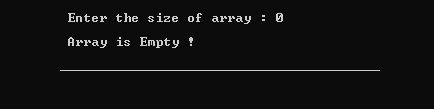 Enter the size of array : 0
Array is Empty !